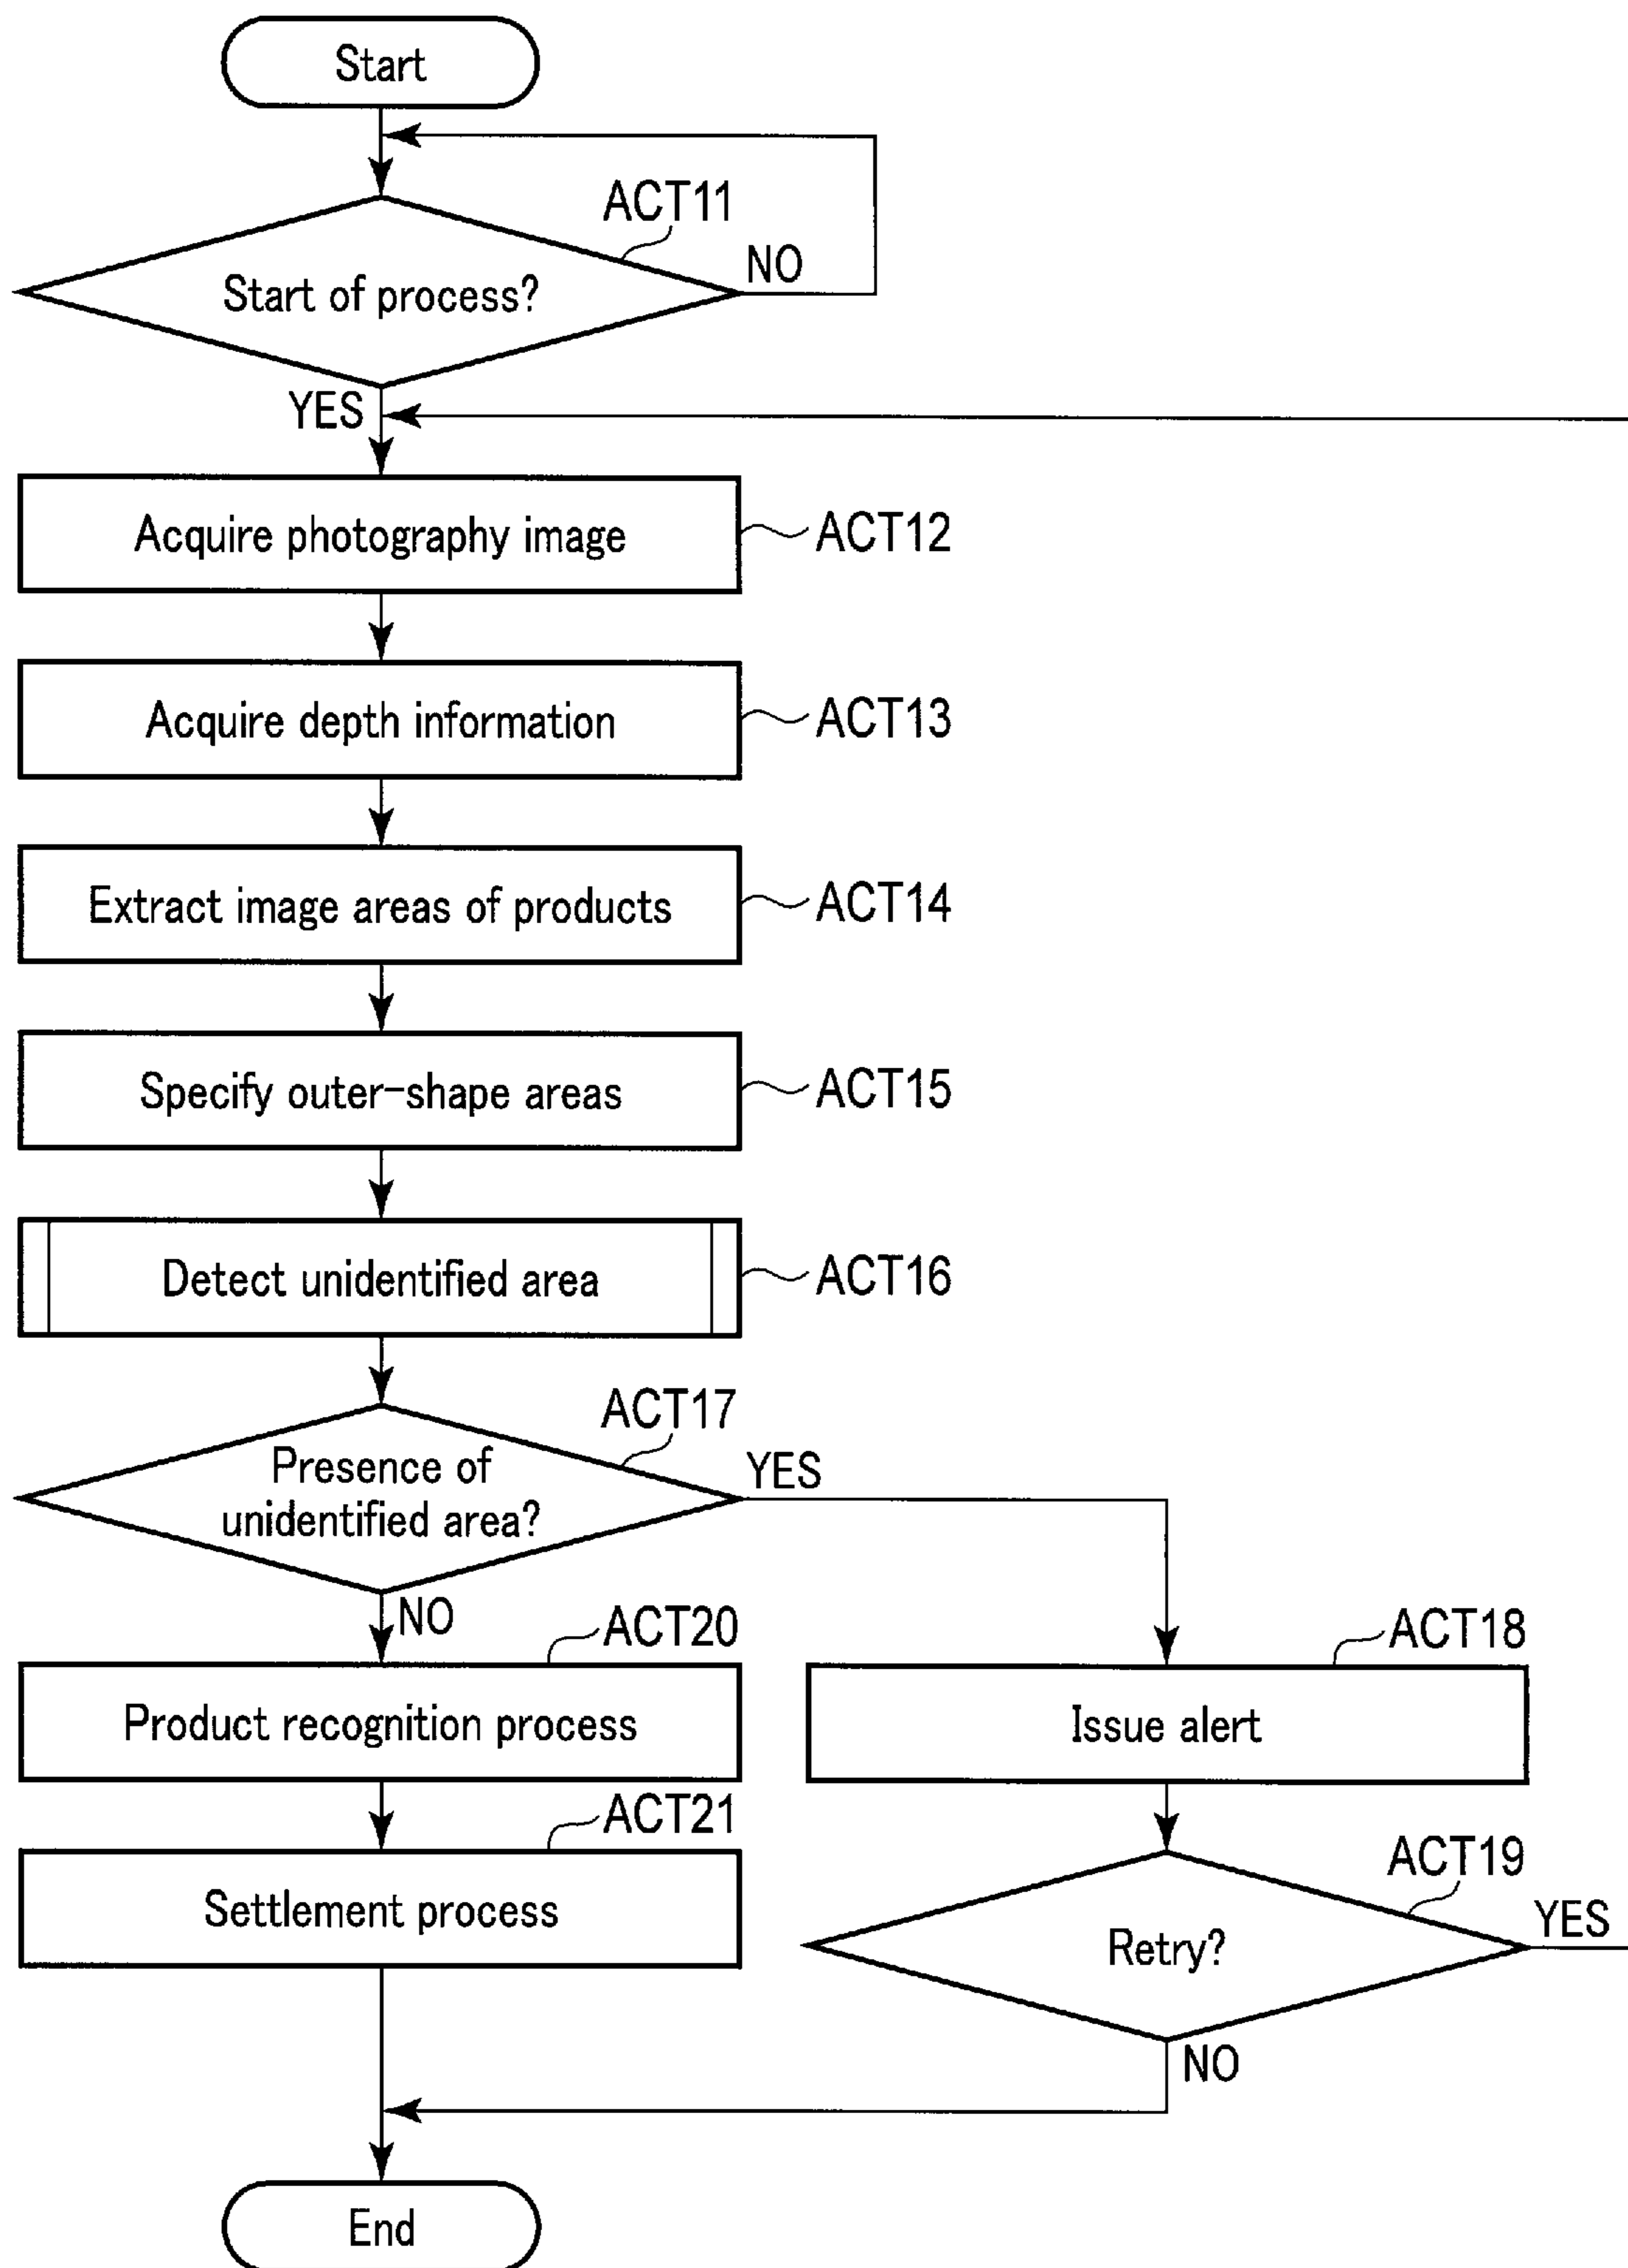 Start
ACT11
Start of process?
NO
YES
Acquire photography image
ACT12
Acquire depth information
ACT13
Extract image areas of products
ACT14
Specify outer-shape areas
ACT15
Detect unidentified area
ACT16
ACT17
Presence of
unidentified area?
YES
NO
ACT20
Product recognition process
ACT18
Issue alert
ACT21
Settlement process
ACT19
Retry?
YES
NO
End